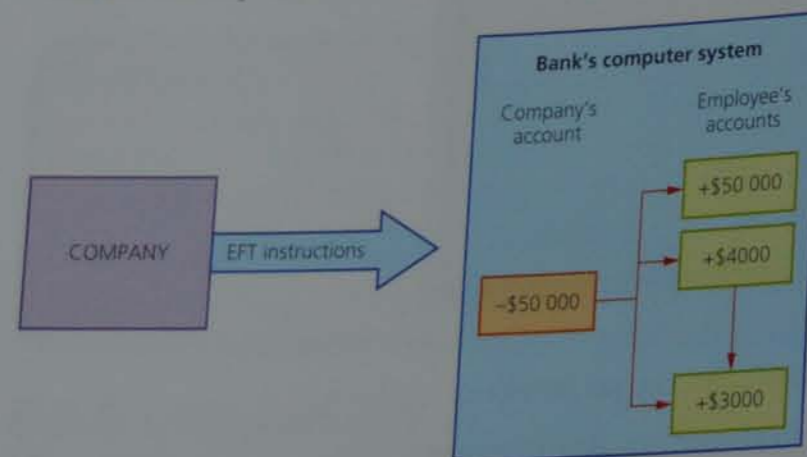 Bank's computer system
Company's
account
Employee's
accounts
+$50 000
COMPANY
EFT instructions
+$4000
–$50 000
+$3000